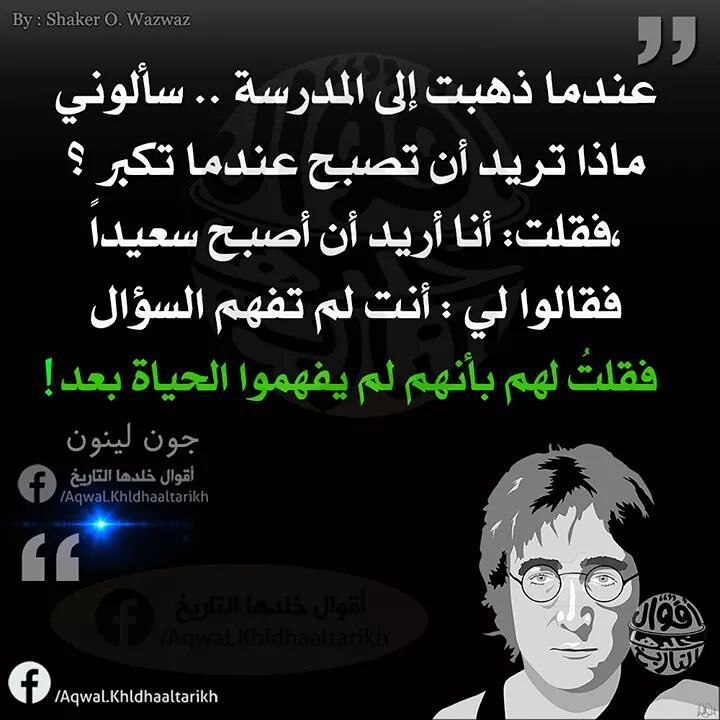 By : Shaker O. Wazwaz
عندما ذهبت إلى المدرسة .. سألوني
ماذا تريد أن تصبح عندما تكبر ؟
،فقلت: أنا أريد أن أصبح سعيداً
فقالوا لي : أنت لم تفهم السؤال
فقلتُ لهم بأنهم لم يفهموا الحياة بعد!
جون لينون
أقوال خلدها التاريخ
/Aqwal.Khldhaaltarikh
أقوال خلدها التاريخ
/Aqwal.Khldhaaltarikh
أقوال خلدها التاريخ
/Aqwal.Khldhaaltarikh